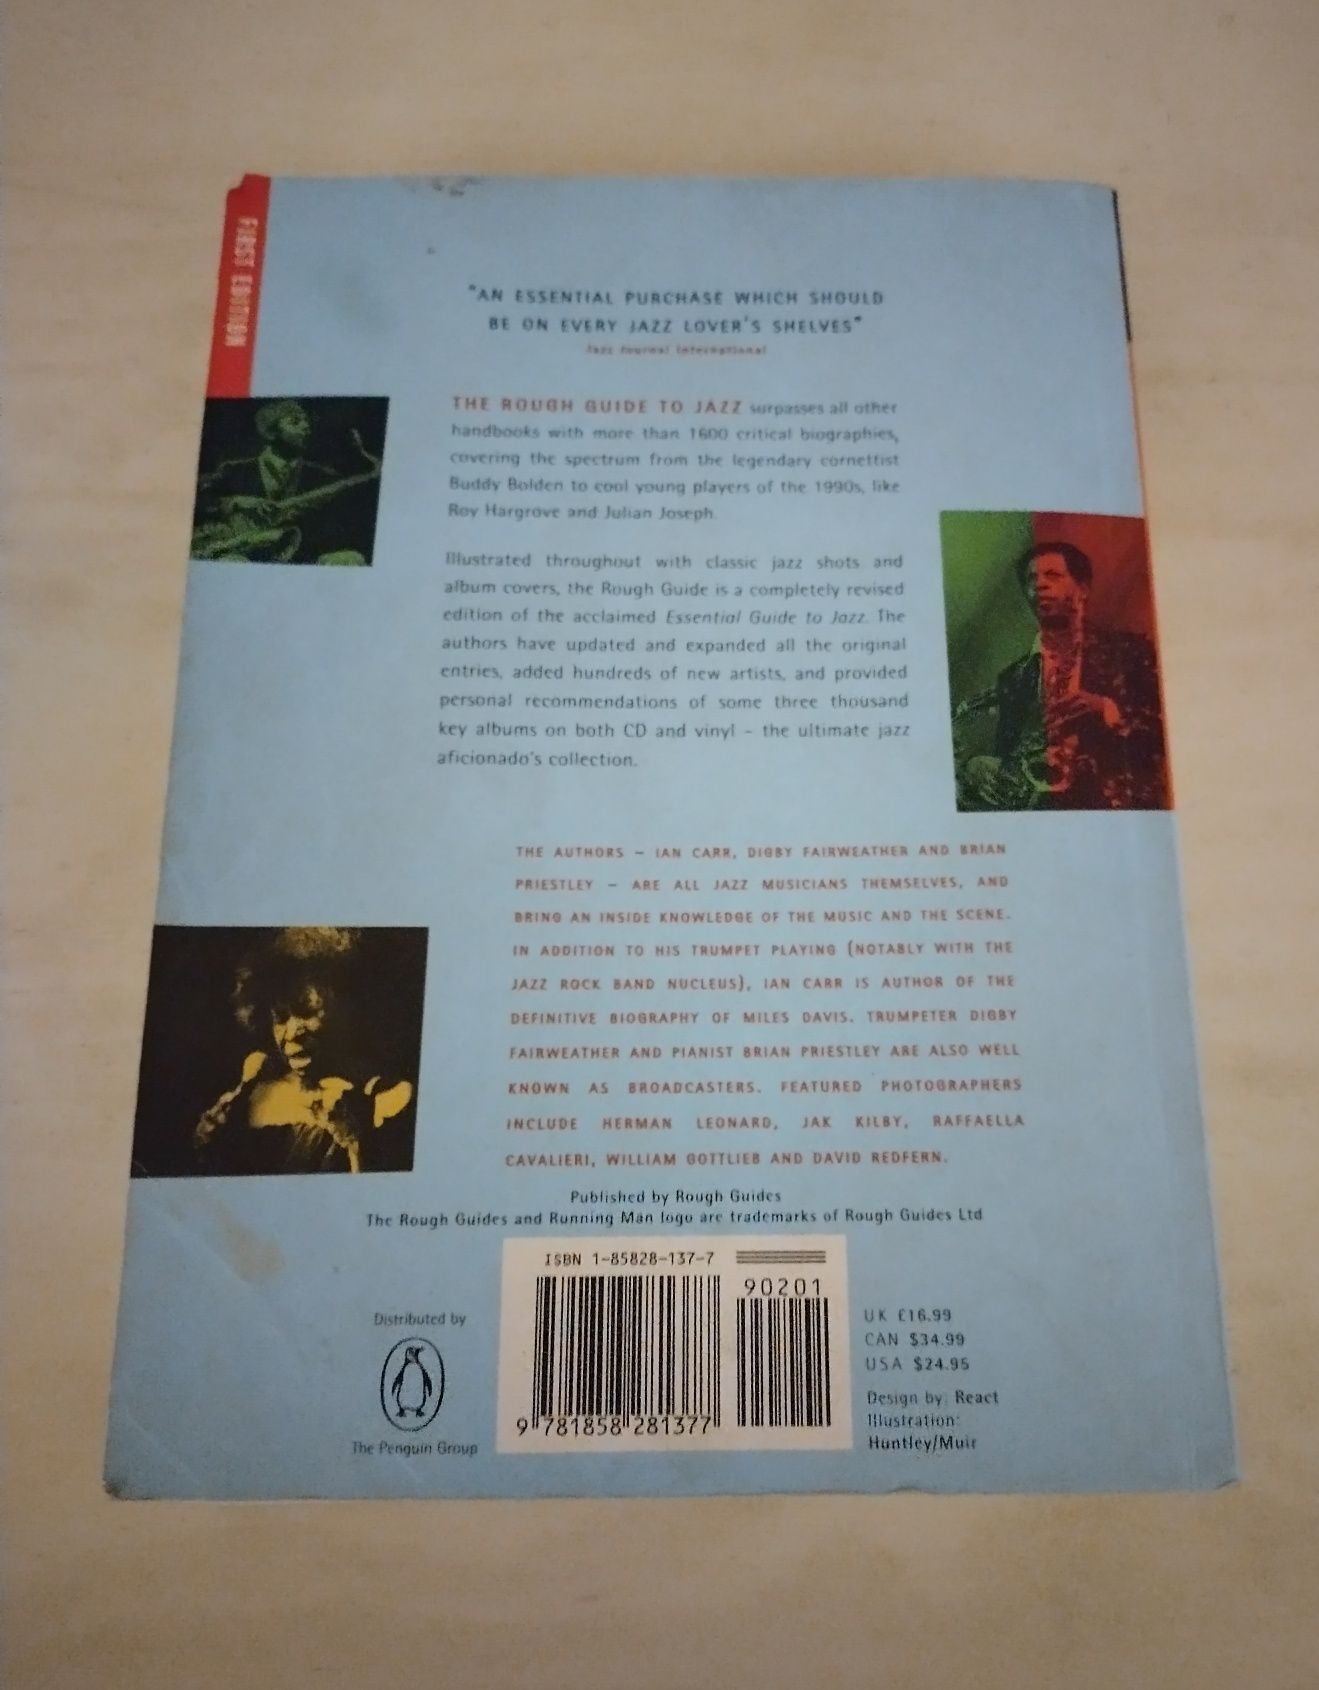 FIRST EDITION
"AN ESSENTIAL PURCHASE WHICH SHOULD
BE ON EVERY JAZZ LOVER'S SHELVES"
Jazz Journal International
THE ROUGH GUIDE TO JAZZ surpasses all other
handbooks with more than 1600 critical biographies,
covering the spectrum from the legendary cornettist
Buddy Bolden to cool young players of the 1990s, like
Roy Hargrove and Julian Joseph.
Illustrated throughout with classic jazz shots and
album covers, the Rough Guide is a completely revised
edition of the acclaimed Essential Guide to Jazz. The
authors have updated and expanded all the original
entries, added hundreds of new artists, and provided
personal recommendations of some three thousand
key albums on both CD and vinyl – the ultimate jazz
aficionado's collection.
THE AUTHORS – IAN CARR, DIGBY FAIRWEATHER AND BRIAN
PRIESTLEY – ARE ALL JAZZ MUSICIANS THEMSELVES, AND
BRING AN INSIDE KNOWLEDGE OF THE MUSIC AND THE SCENE.
IN ADDITION TO HIS TRUMPET PLAYING (NOTABLY WITH THE
JAZZ ROCK BAND NUCLEUS), IAN CARR IS AUTHOR OF THE
DEFINITIVE BIOGRAPHY OF MILES DAVIS. TRUMPETER DIGBY
FAIRWEATHER AND PIANIST BRIAN PRIESTLEY ARE ALSO WELL
KNOWN AS BROADCASTERS. FEATURED PHOTOGRAPHERS
INCLUDE HERMAN LEONARD, JAK KILBY, RAFFAELLA
CAVALIERI, WILLIAM GOTTLIEB AND DAVID REDFERN.
Published by Rough Guides
The Rough Guides and Running Man logo are trademarks of Rough Guides Ltd
Distributed by
The Penguin Group
ISBN 1-85828-137-7
90201
9 781858 281377
UK £16.99
CAN $34.99
USA $24.95
Design by: React
Illustration:
Huntley/Muir